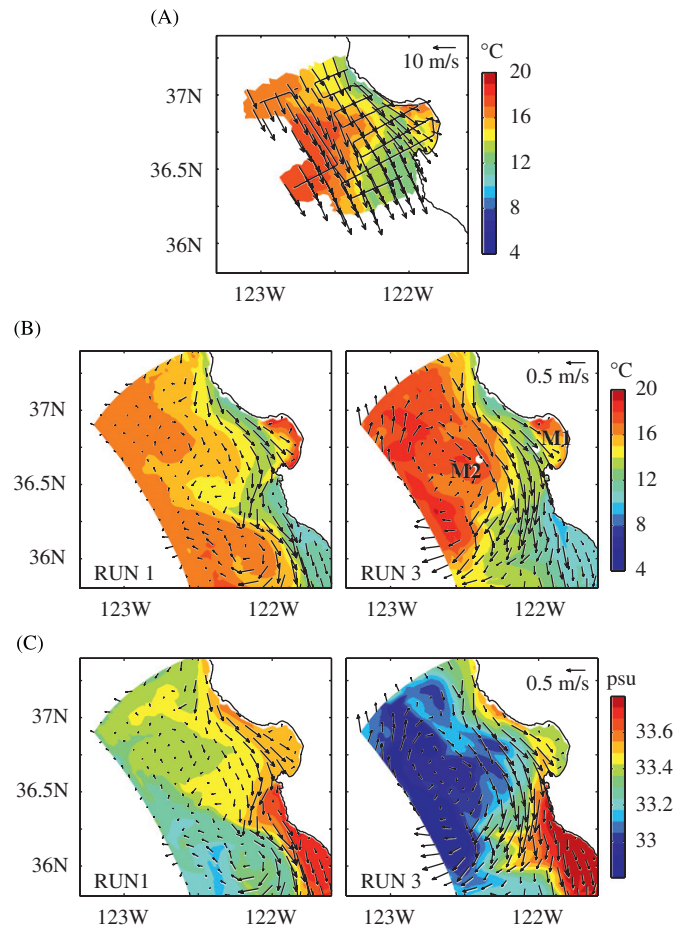 (A)
°C
10 m/s
20
16
12
8
4
37N
36.5N
36N
123W 122W
(B)
0.5 m/s
°C
20
16
12
8
4
37N
36.5N
36N
M1
M2
RUN 1
RUN 3
123W 122W 123W 122W
(C)
0.5 m/s
psu
33.6
33.4
33.2
33
37N
36.5N
36N
RUN1
RUN 3
123W 122W 123W 122W